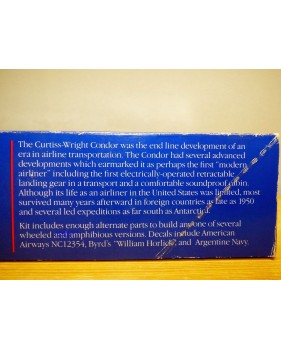 The Curtiss-Wright Condor was the end line development of an
era in airline transportation. The Condor had several advanced
developments which earmarked it as perhaps the first "modern
airliner" including the first electrically-operated retractable
landing gear in a transport and a comfortable soundproof cabin.
Although its life as an airliner in the United States was limited, most
survived many years afterward in foreign countries as late as 1950
and several led expeditions as far south as Antarctica.
Kit includes enough alternate parts to build any one of several
wheeled and amphibious versions. Decals include American
Airways NC12354, Byrd's "William Horlick" and Argentine Navy.